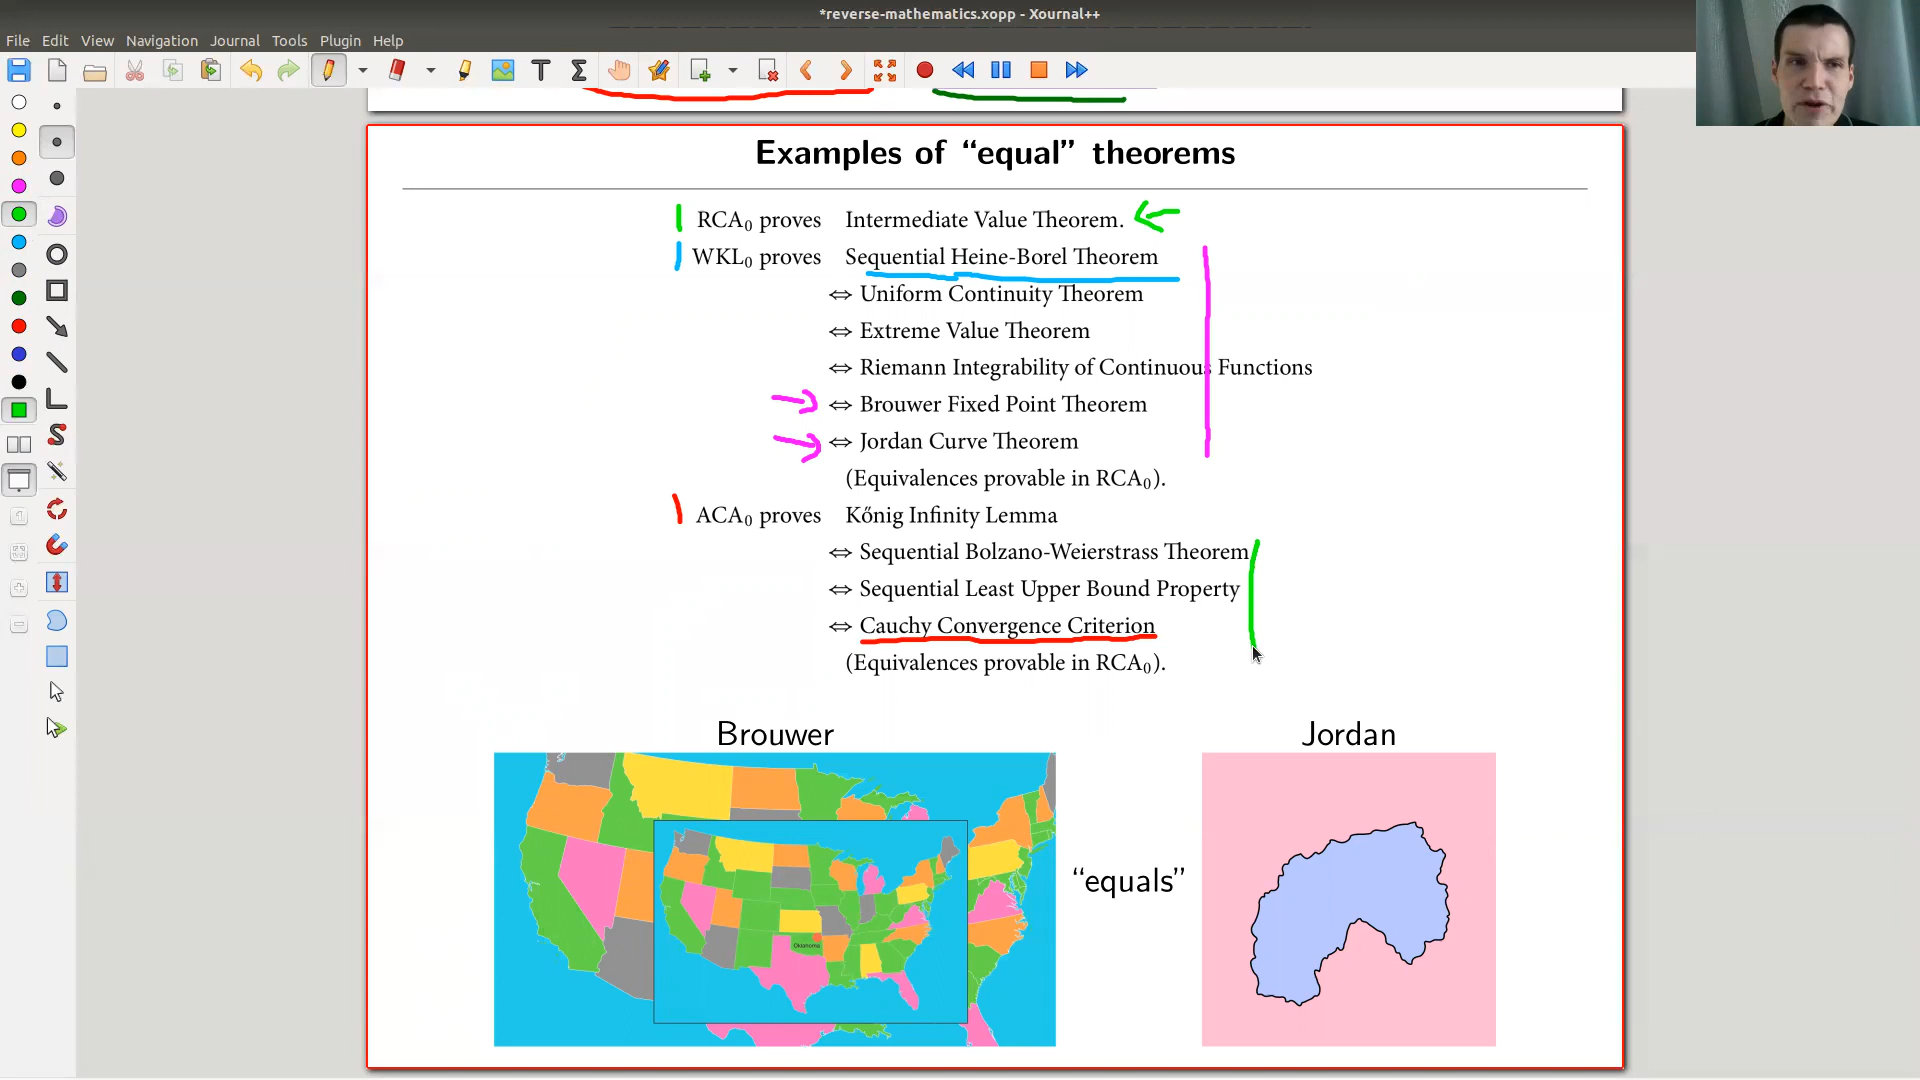 *reverse-mathematics.xopp - Xournal++
File Edit View Navigation Journal Tools Plugin Help
Examples of “equal” theorems
RCA₀ proves Intermediate Value Theorem.
WKL₀ proves Sequential Heine-Borel Theorem
⇔ Uniform Continuity Theorem
⇔ Extreme Value Theorem
⇔ Riemann Integrability of Continuous Functions
⇔ Brouwer Fixed Point Theorem
⇔ Jordan Curve Theorem
(Equivalences provable in RCA₀).
ACA₀ proves Kőnig Infinity Lemma
⇔ Sequential Bolzano-Weierstrass Theorem
⇔ Sequential Least Upper Bound Property
⇔ Cauchy Convergence Criterion
(Equivalences provable in RCA₀).
Brouwer
Jordan
“equals”
Oklahoma